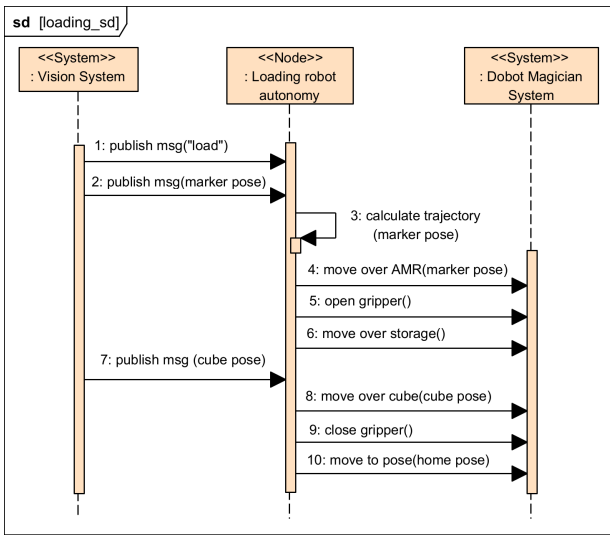 sd [loading_sd]
<<System>>
: Vision System
<<Node>>
: Loading robot
autonomy
<<System>>
: Dobot Magician
System
1: publish msg("load")
2: publish msg(marker pose)
3: calculate trajectory
(marker pose)
4: move over AMR(marker pose)
5: open gripper()
6: move over storage()
7: publish msg (cube pose)
8: move over cube(cube pose)
9: close gripper()
10: move to pose(home pose)